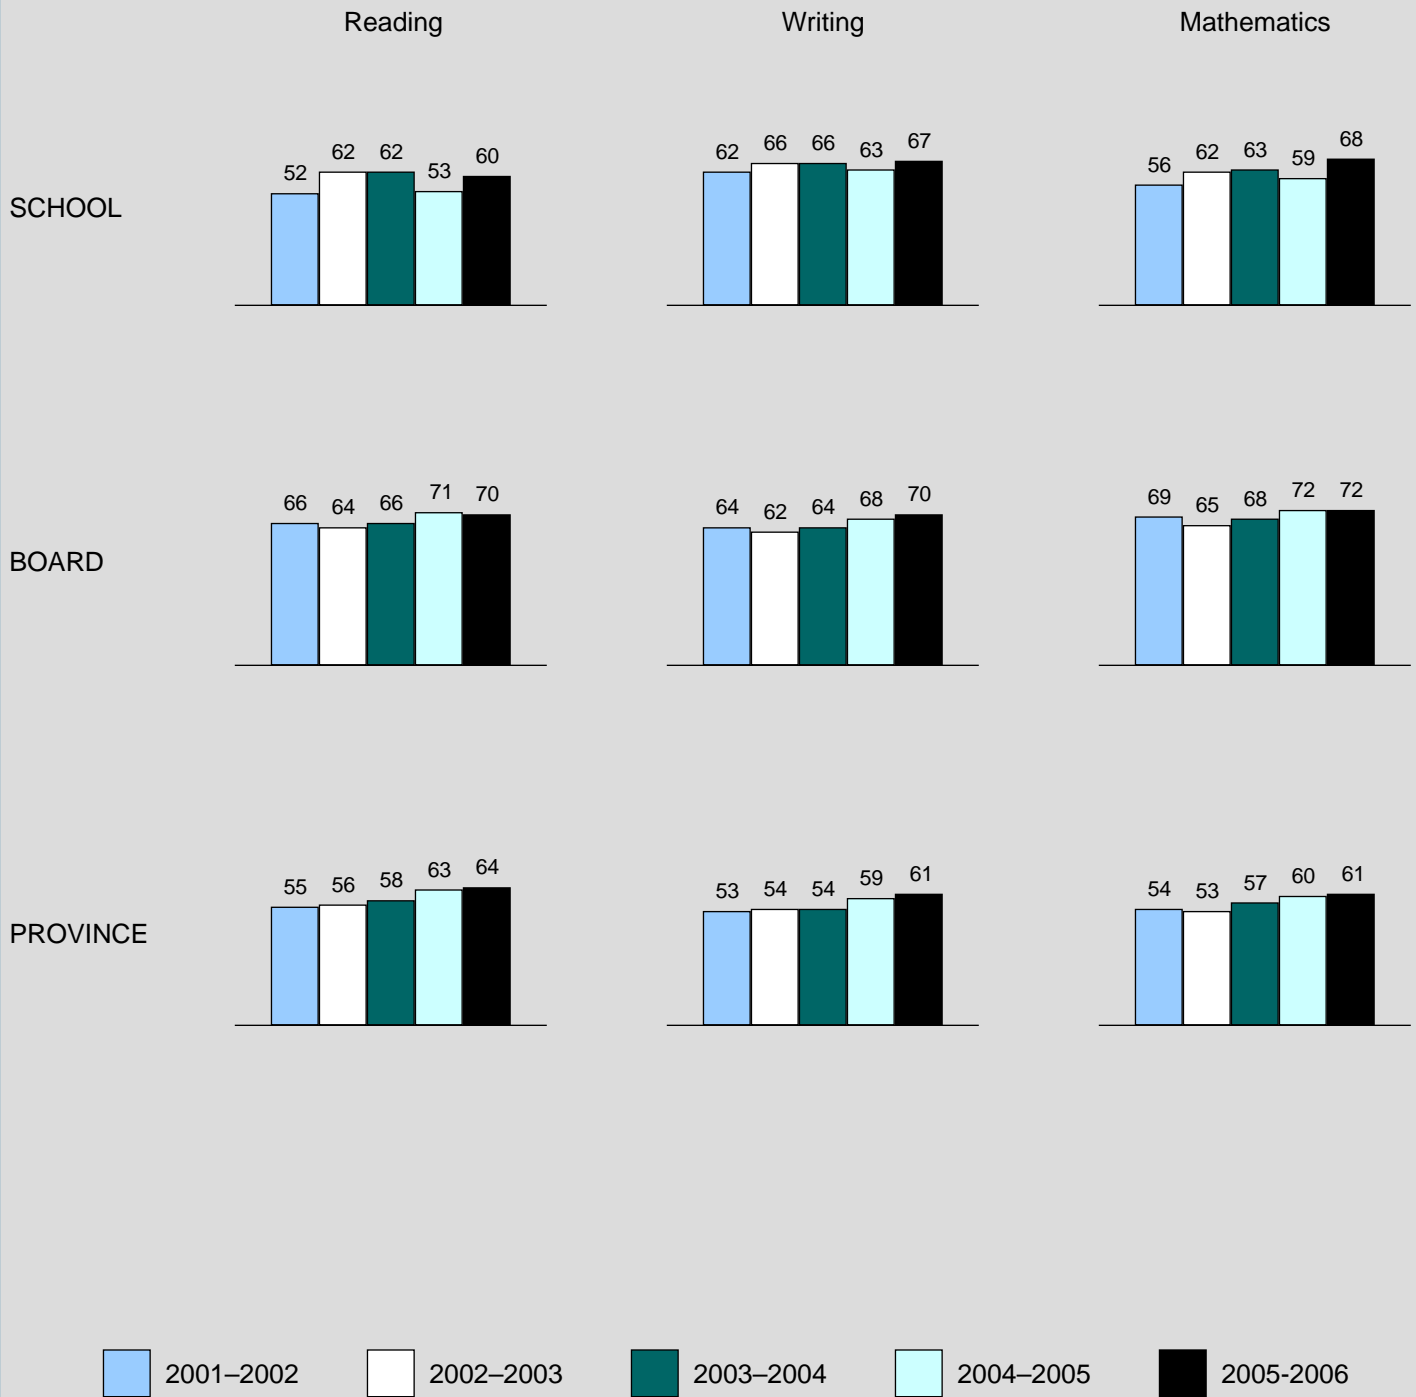 Reading Writing Mathematics
52 62 62 53 60 62 66 66 63 67 56 62 63 59 68
SCHOOL
66 64 66 71 70 64 62 64 68 70 69 65 68 72 72
BOARD
55 56 58 63 64 53 54 54 59 61 54 53 57 60 61
PROVINCE
2001–2002 2002–2003 2003–2004 2004–2005 2005-2006